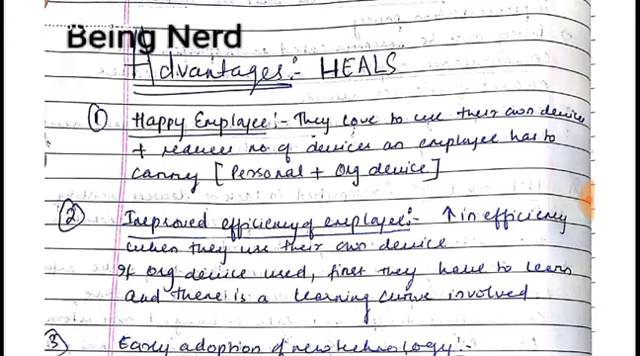 Being Nerd
Advantages:- HEALS
① Happy Employee:- They love to use their own device
+ reduces no of devices an employee has to
carry [Personal + Org device]
② Improved efficiency of employee:- ↑ in efficiency
when they use their own device
If org device used, first they have to learn
and there is a learning curve involved.
③ Early adoption of new technology:-